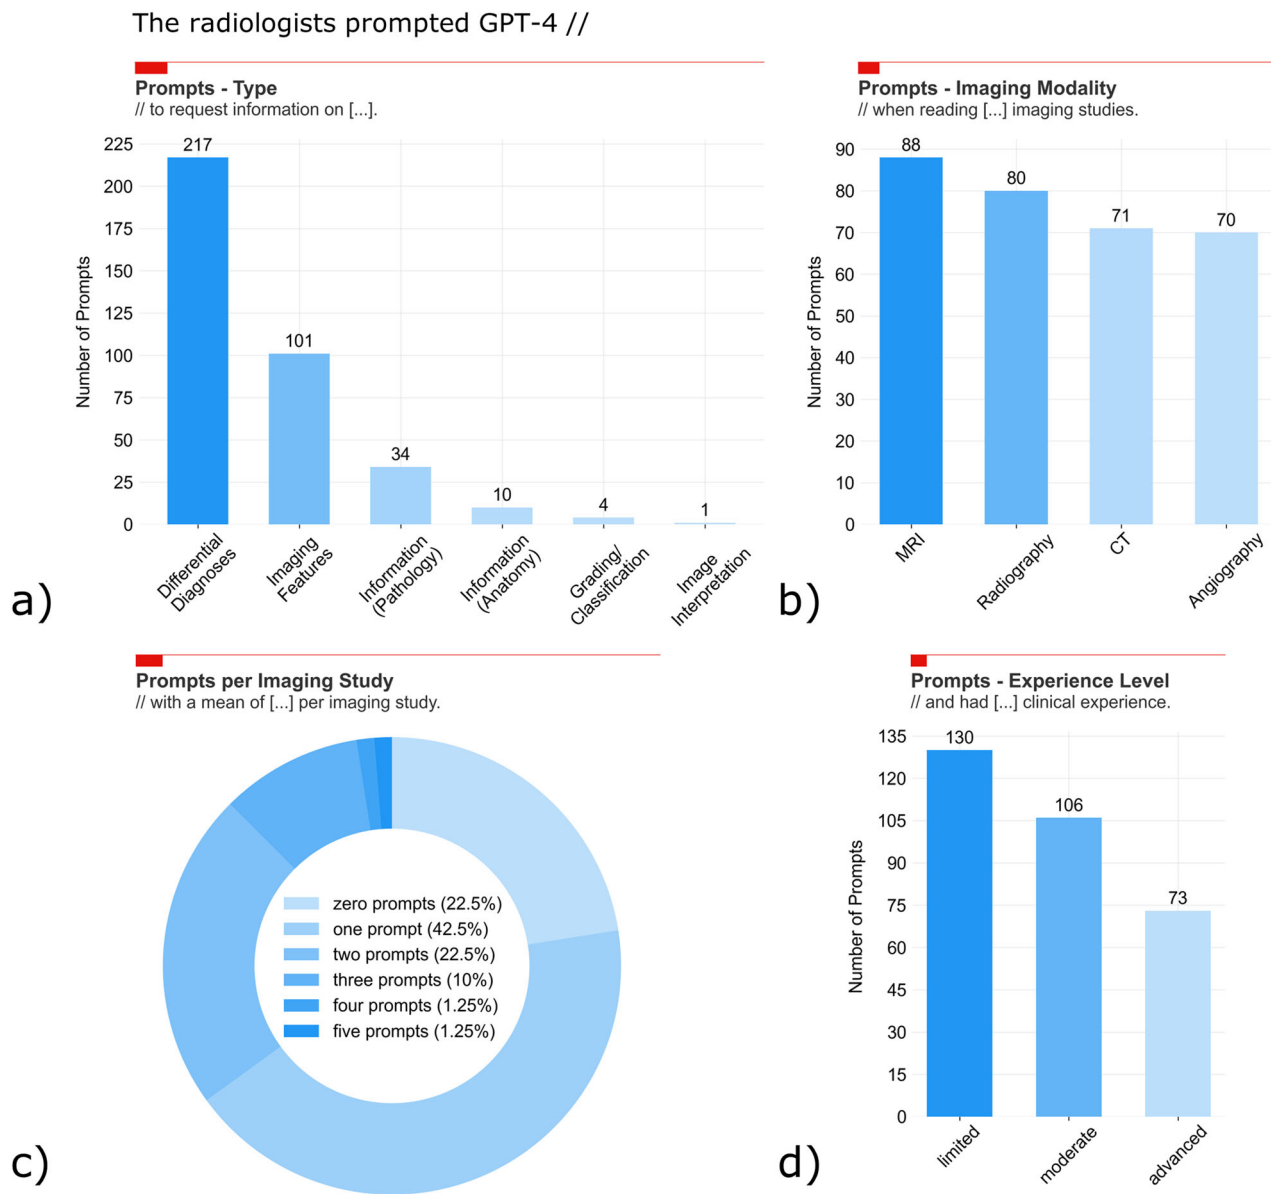 The radiologists prompted GPT-4 //
Prompts - Type
// to request information on [...].
Number of Prompts
225
200
175
150
125
100
75
50
25
0
217
101
34
10
4
1
Differential
Diagnoses
Imaging
Features
Information
(Pathology)
Information
(Anatomy)
Grading/
Classification
Image
Interpretation
a)
Prompts - Imaging Modality
// when reading [...] imaging studies.
Number of Prompts
90
80
70
60
50
40
30
20
10
0
88
80
71
70
MRI
Radiography
CT
Angiography
b)
Prompts per Imaging Study
// with a mean of [...] per imaging study.
zero prompts (22.5%)
one prompt (42.5%)
two prompts (22.5%)
three prompts (10%)
four prompts (1.25%)
five prompts (1.25%)
c)
Prompts - Experience Level
// and had [...] clinical experience.
Number of Prompts
135
120
105
90
75
60
45
30
15
0
130
106
73
limited
moderate
advanced
d)